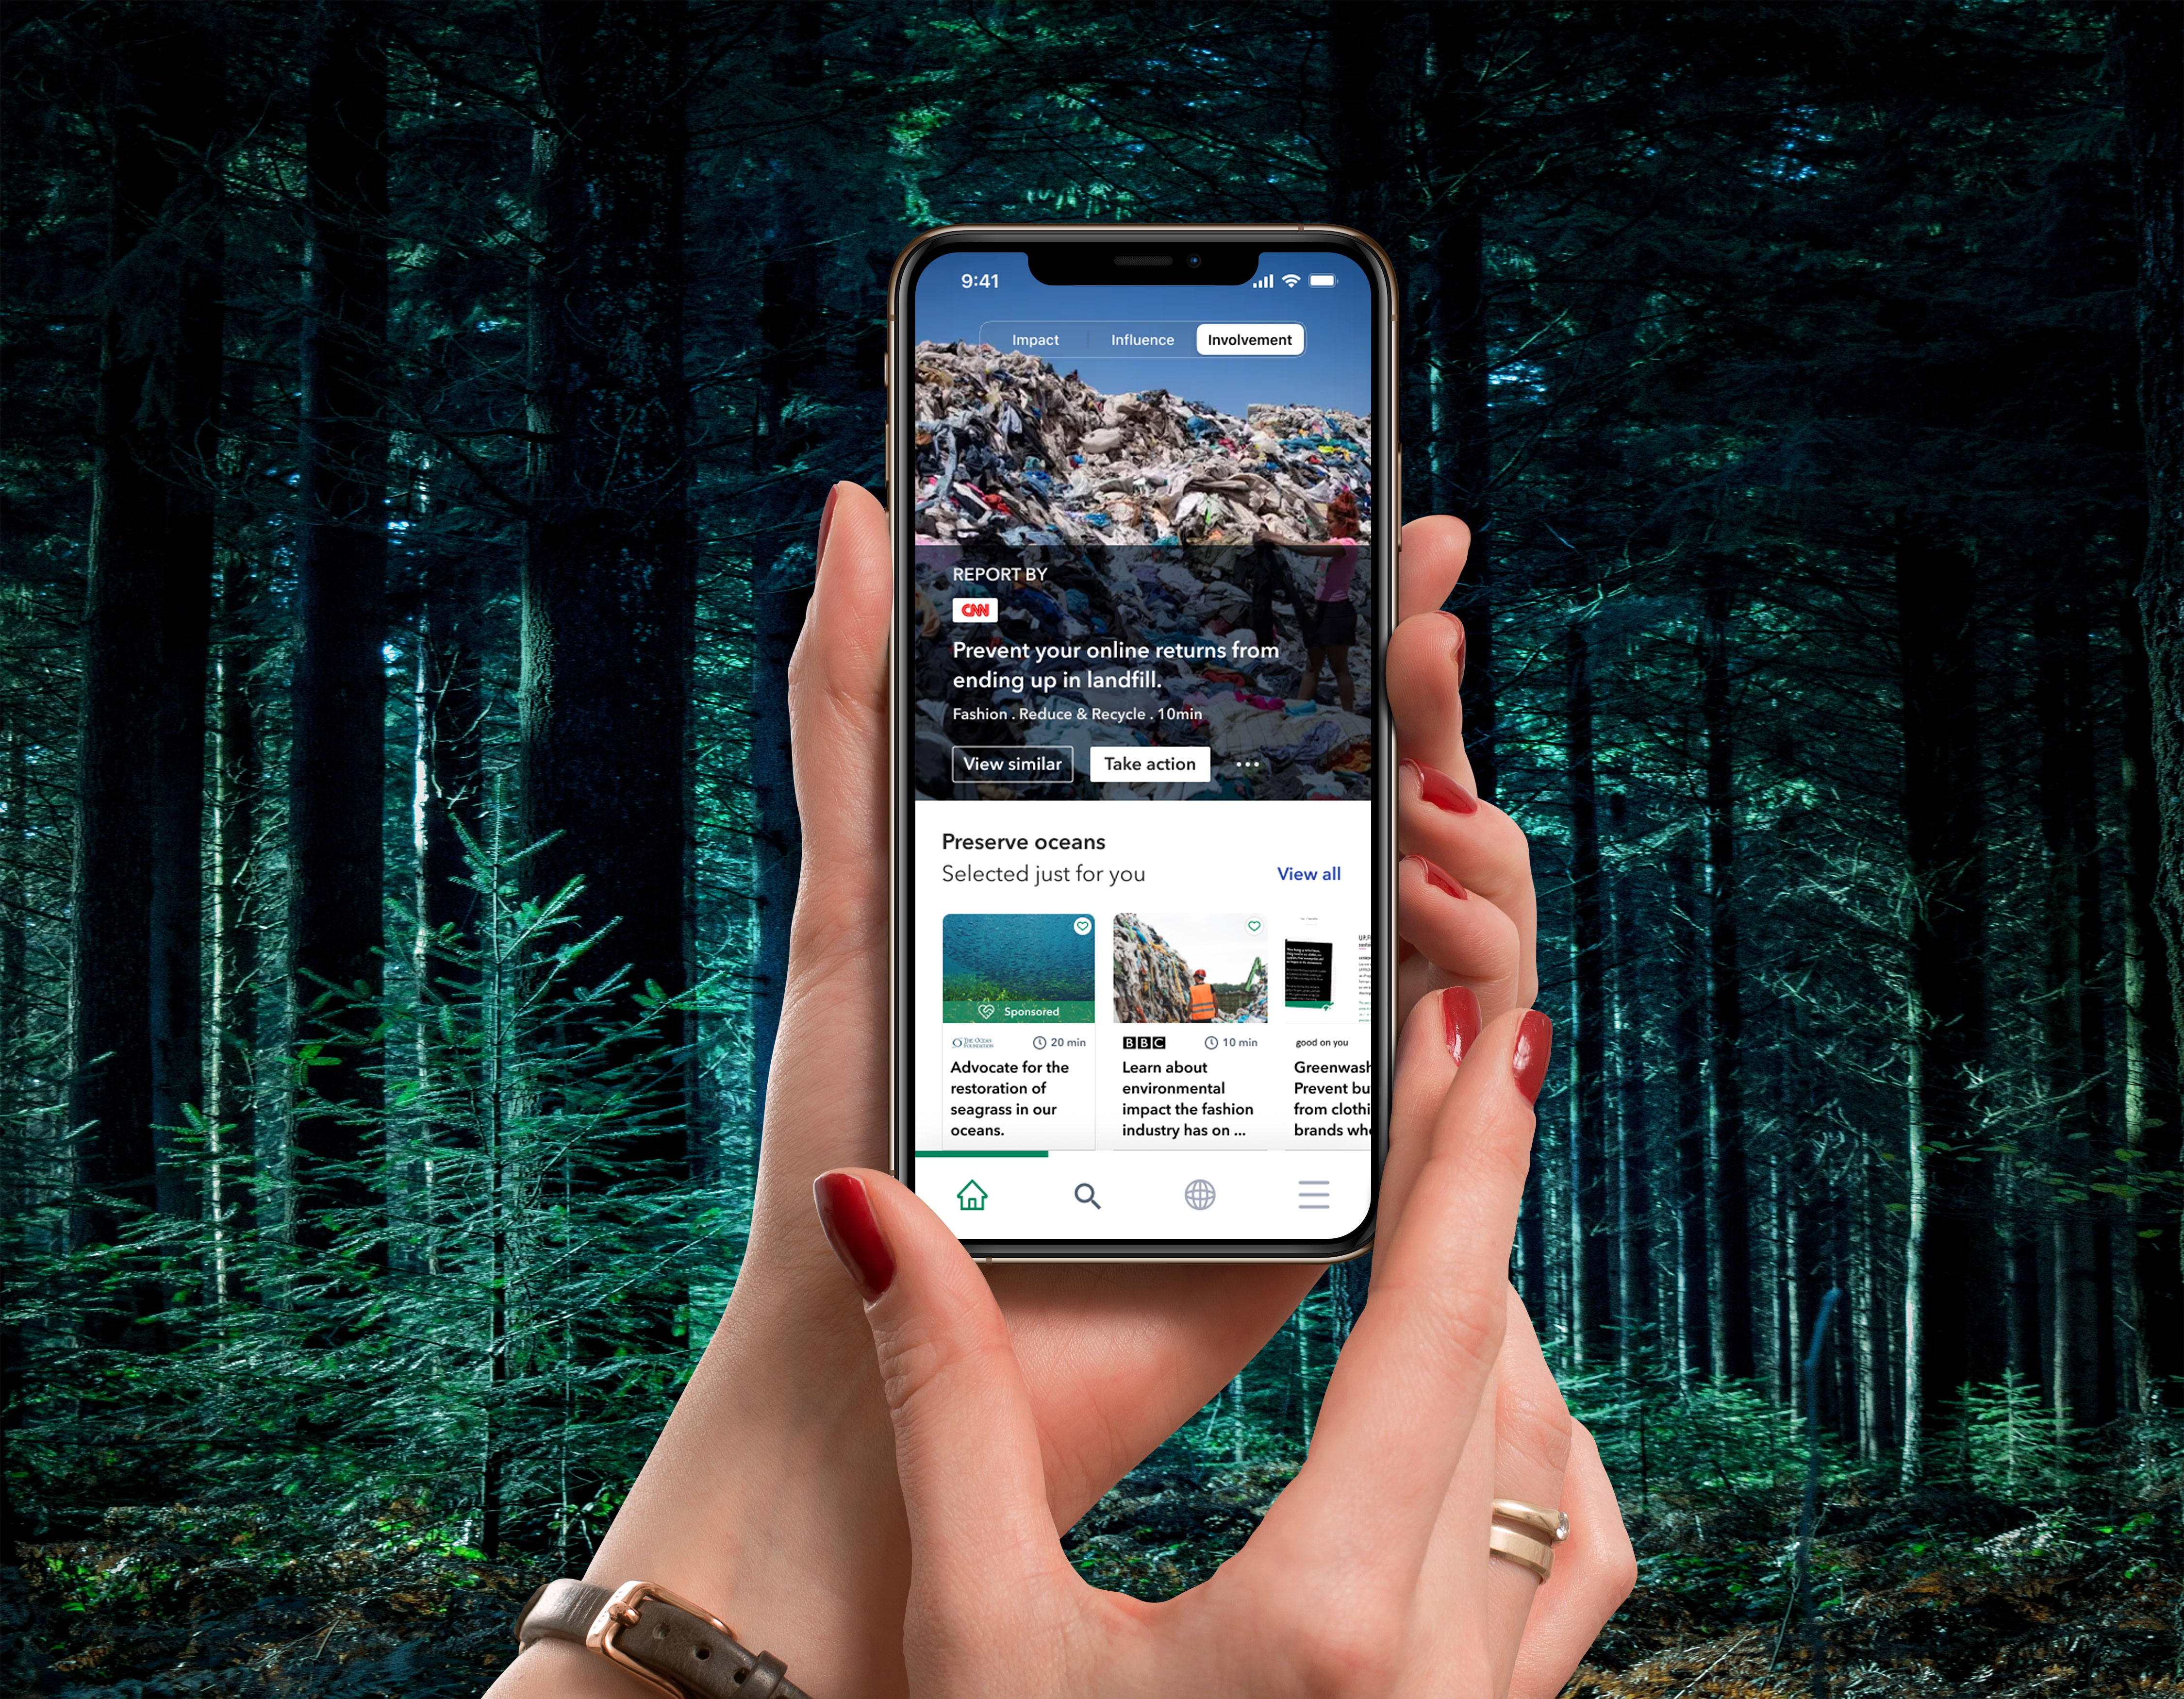 9:41
Impact Influence Involvement
REPORT BY
CNN
Prevent your online returns from
ending up in landfill.
Fashion . Reduce & Recycle . 10min
View similar Take action
Preserve oceans
Selected just for you View all
Sponsored
THE OCEAN
FOUNDATION
20 min
Advocate for the
restoration of
seagrass in our
oceans.
BBC 10 min
Learn about
environmental
impact the fashion
industry has on ...
good on you
Greenwash
Prevent bu
from clothi
brands wh